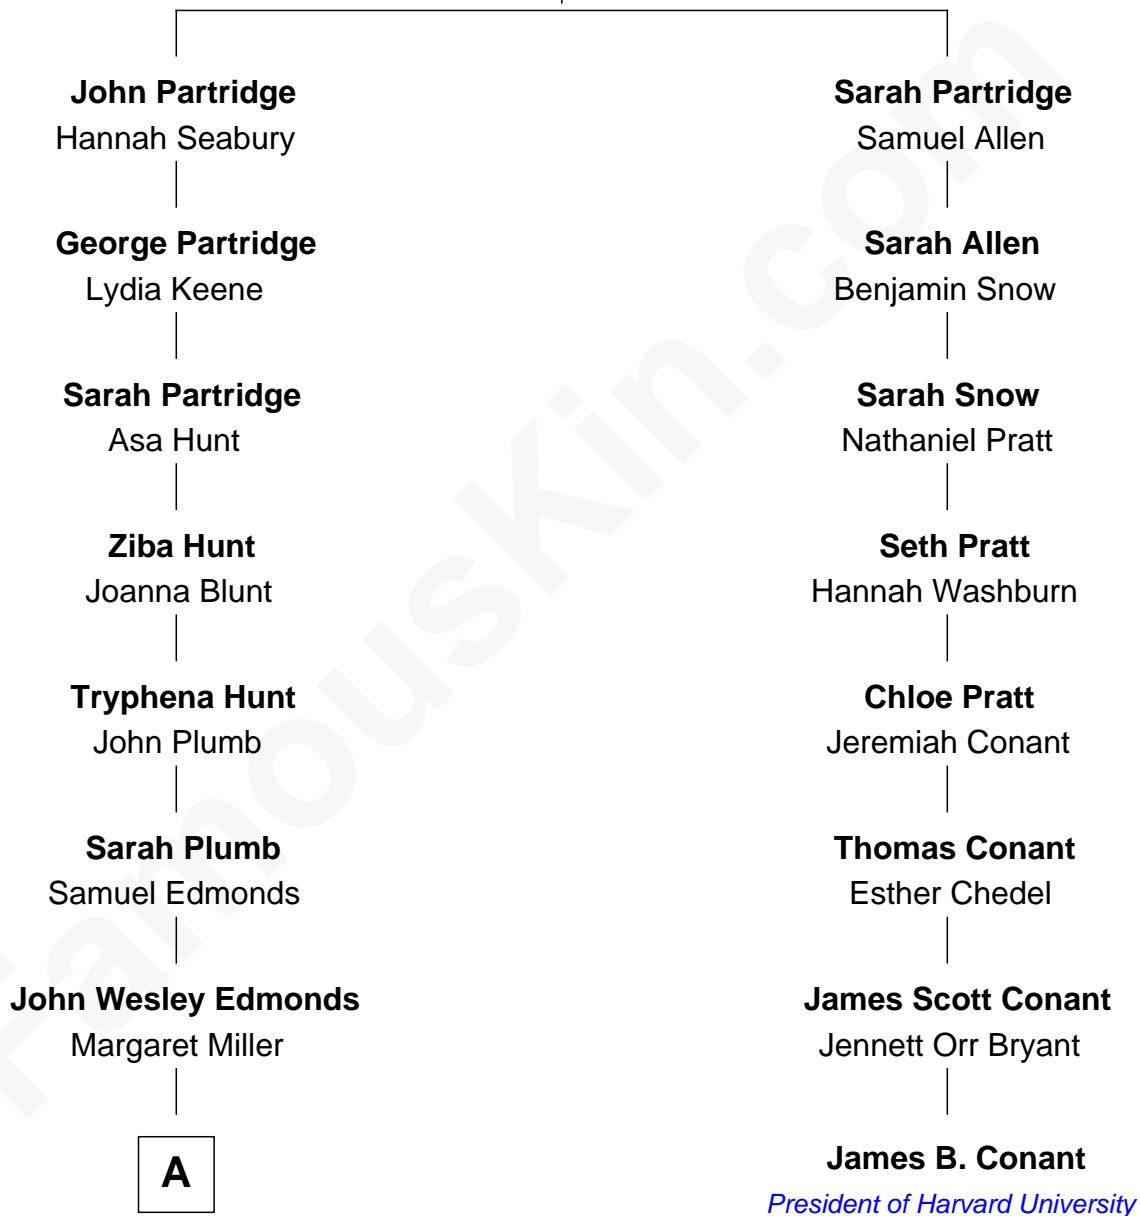 John Partridge
Hannah Seabury
George Partridge
Lydia Keene
Sarah Partridge
Asa Hunt
Ziba Hunt
Joanna Blunt
Tryphena Hunt
John Plumb
Sarah Plumb
Samuel Edmonds
John Wesley Edmonds
Margaret Miller
A
Sarah Partridge
Samuel Allen
Sarah Allen
Benjamin Snow
Sarah Snow
Nathaniel Pratt
Seth Pratt
Hannah Washburn
Chloe Pratt
Jeremiah Conant
Thomas Conant
Esther Chedel
James Scott Conant
Jennett Orr Bryant
James B. Conant
President of Harvard University
FamousKin.com